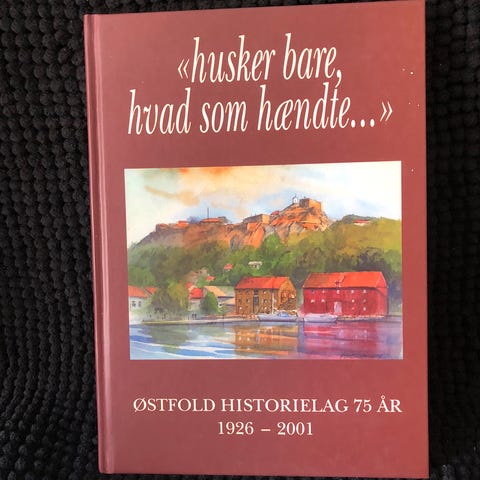 «husker bare,
hvad som hændte...»
ØSTFOLD HISTORIELAG 75 ÅR
1926 – 2001